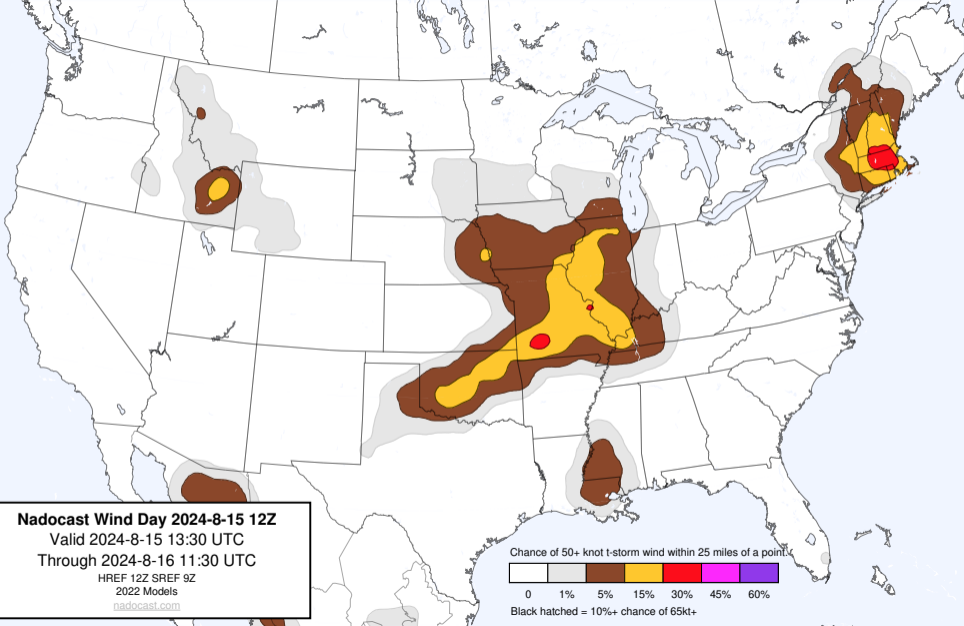 Nadocast Wind Day 2024-8-15 12Z
Valid 2024-8-15 13:30 UTC
Through 2024-8-16 11:30 UTC
HREF 12Z SREF 9Z
2022 Models
nadocast.com
Chance of 50+ knot t-storm wind within 25 miles of a point.
0 1% 5% 15% 30% 45% 60%
Black hatched = 10%+ chance of 65kt+